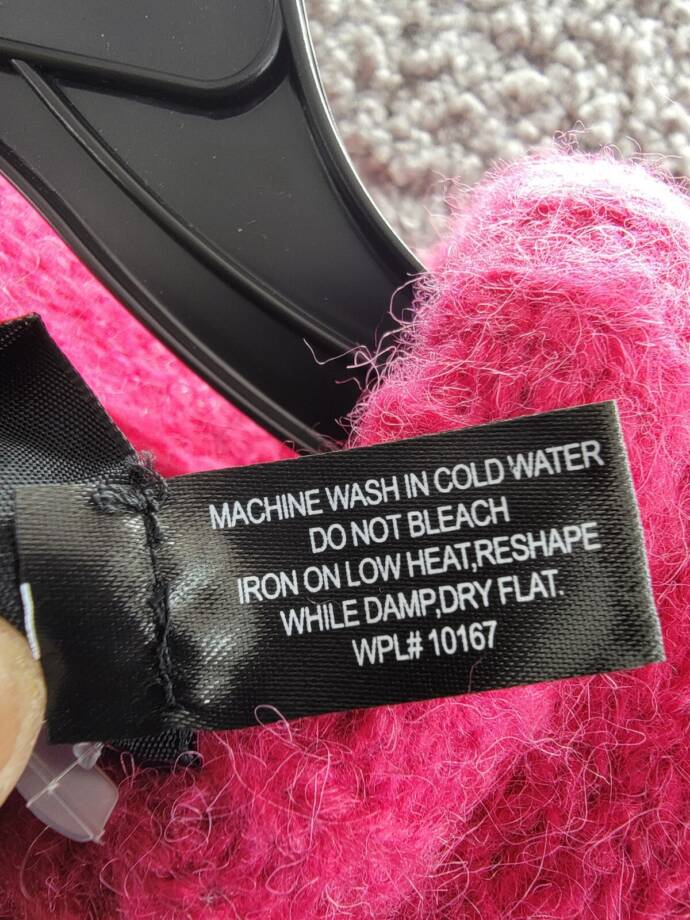 MACHINE WASH IN COLD WATER
DO NOT BLEACH
IRON ON LOW HEAT,RESHAPE
WHILE DAMP,DRY FLAT.
WPL# 10167